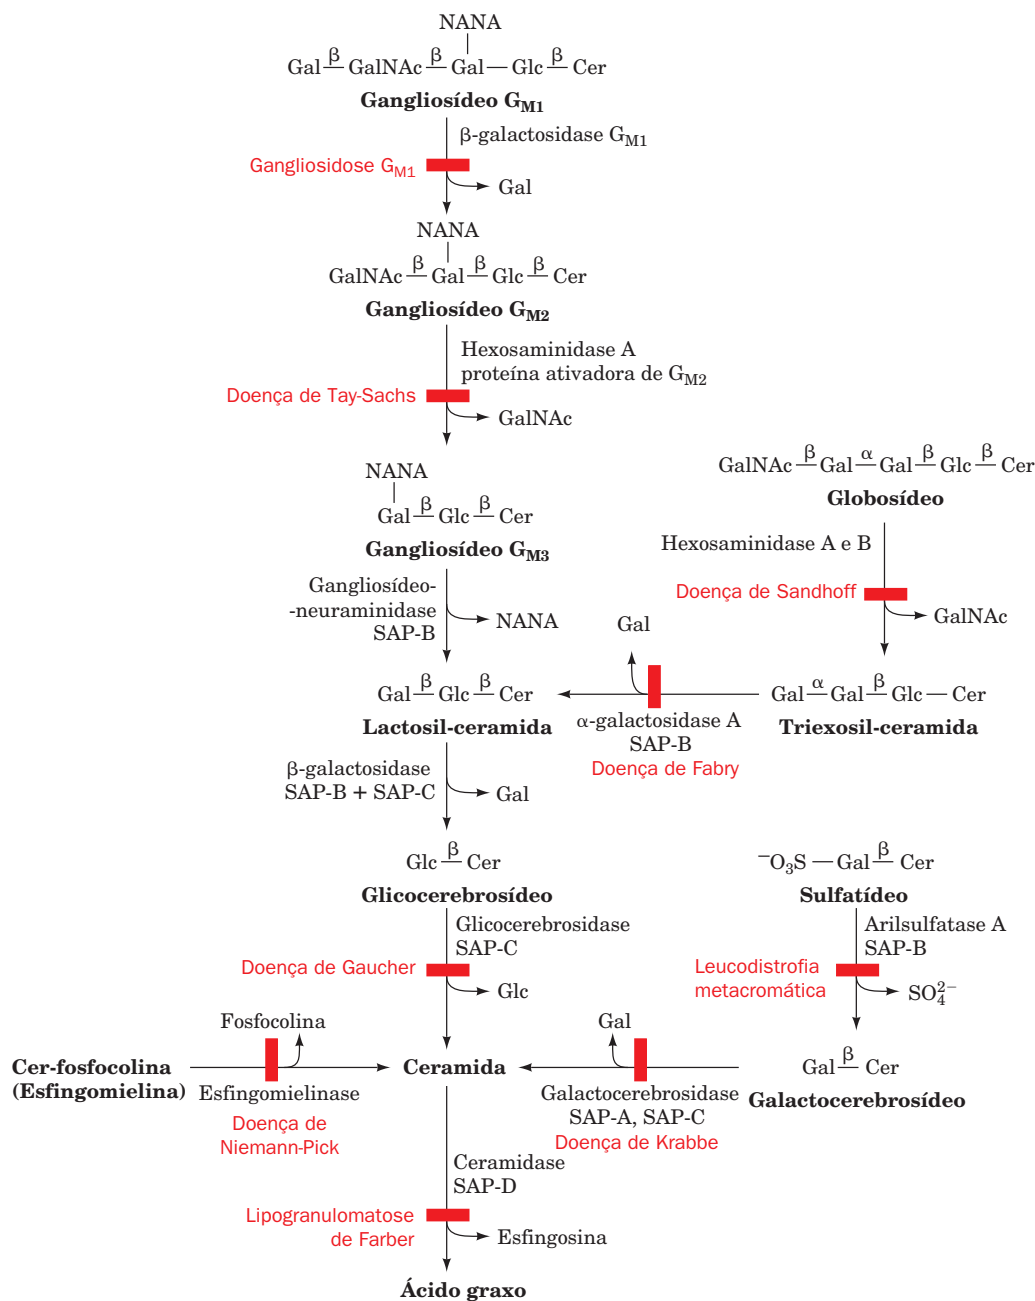 NANA
Gal β GalNAc β Gal — Glc β Cer
Gangliosídeo GM1
β-galactosidase GM1
Gangliosidose GM1
Gal
NANA
GalNAc β Gal β Glc β Cer
Gangliosídeo GM2
Hexosaminidase A
proteína ativadora de GM2
Doença de Tay-Sachs
GalNAc
NANA
Gal β Glc β Cer
Gangliosídeo GM3
GalNAc β Gal α Gal β Glc β Cer
Globosídeo
Hexosaminidase A e B
Doença de Sandhoff
GalNAc
Gangliosídeo-
-neuraminidase
SAP-B
NANA
Gal
Gal β Glc β Cer
Lactosil-ceramida
α-galactosidase A
SAP-B
Doença de Fabry
Gal α Gal β Glc — Cer
Triexosil-ceramida
β-galactosidase
SAP-B + SAP-C
Gal
Glc β Cer
Glicocerebrosídeo
−O3S — Gal β Cer
Sulfatídeo
Glicocerebrosidase
SAP-C
Doença de Gaucher
Glc
Arilsulfatase A
SAP-B
Leucodistrofia
metacromática
SO4 2−
Fosfocolina
Gal
Cer-fosfocolina
(Esfingomielina)
Esfingomielinase
Doença de
Niemann-Pick
Ceramida
Galactocerebrosidase
SAP-A, SAP-C
Doença de Krabbe
Gal β Cer
Galactocerebrosídeo
Ceramidase
SAP-D
Lipogranulomatose
de Farber
Esfingosina
Ácido graxo